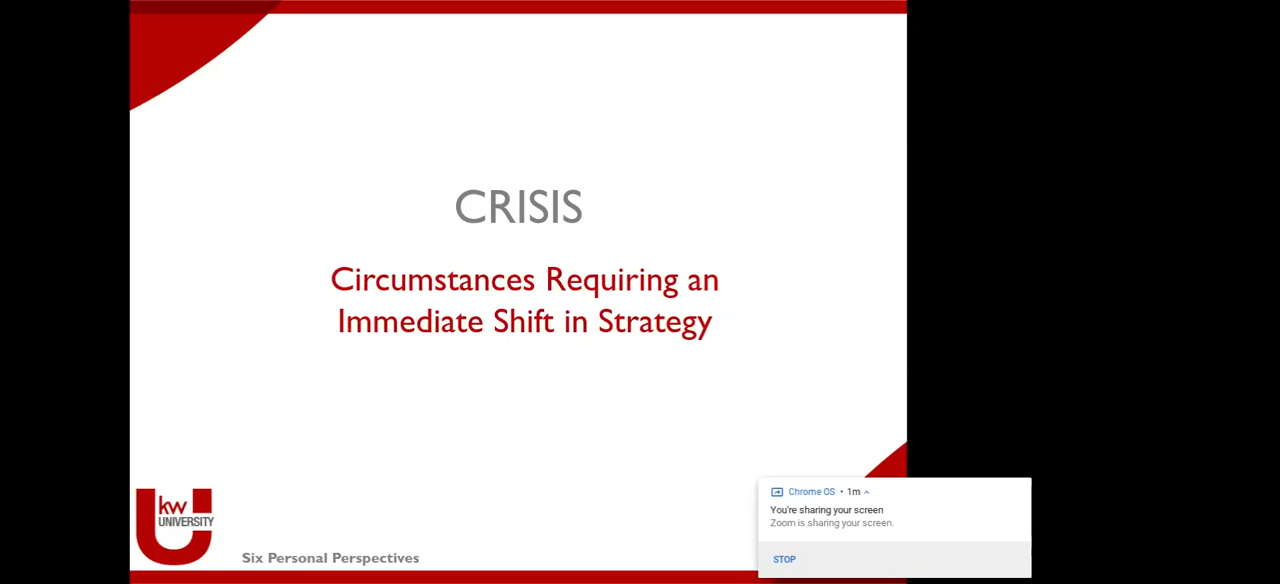 CRISIS
Circumstances Requiring an
Immediate Shift in Strategy
kw
UNIVERSITY
Six Personal Perspectives
Chrome OS • 1m
You're sharing your screen
Zoom is sharing your screen.
STOP